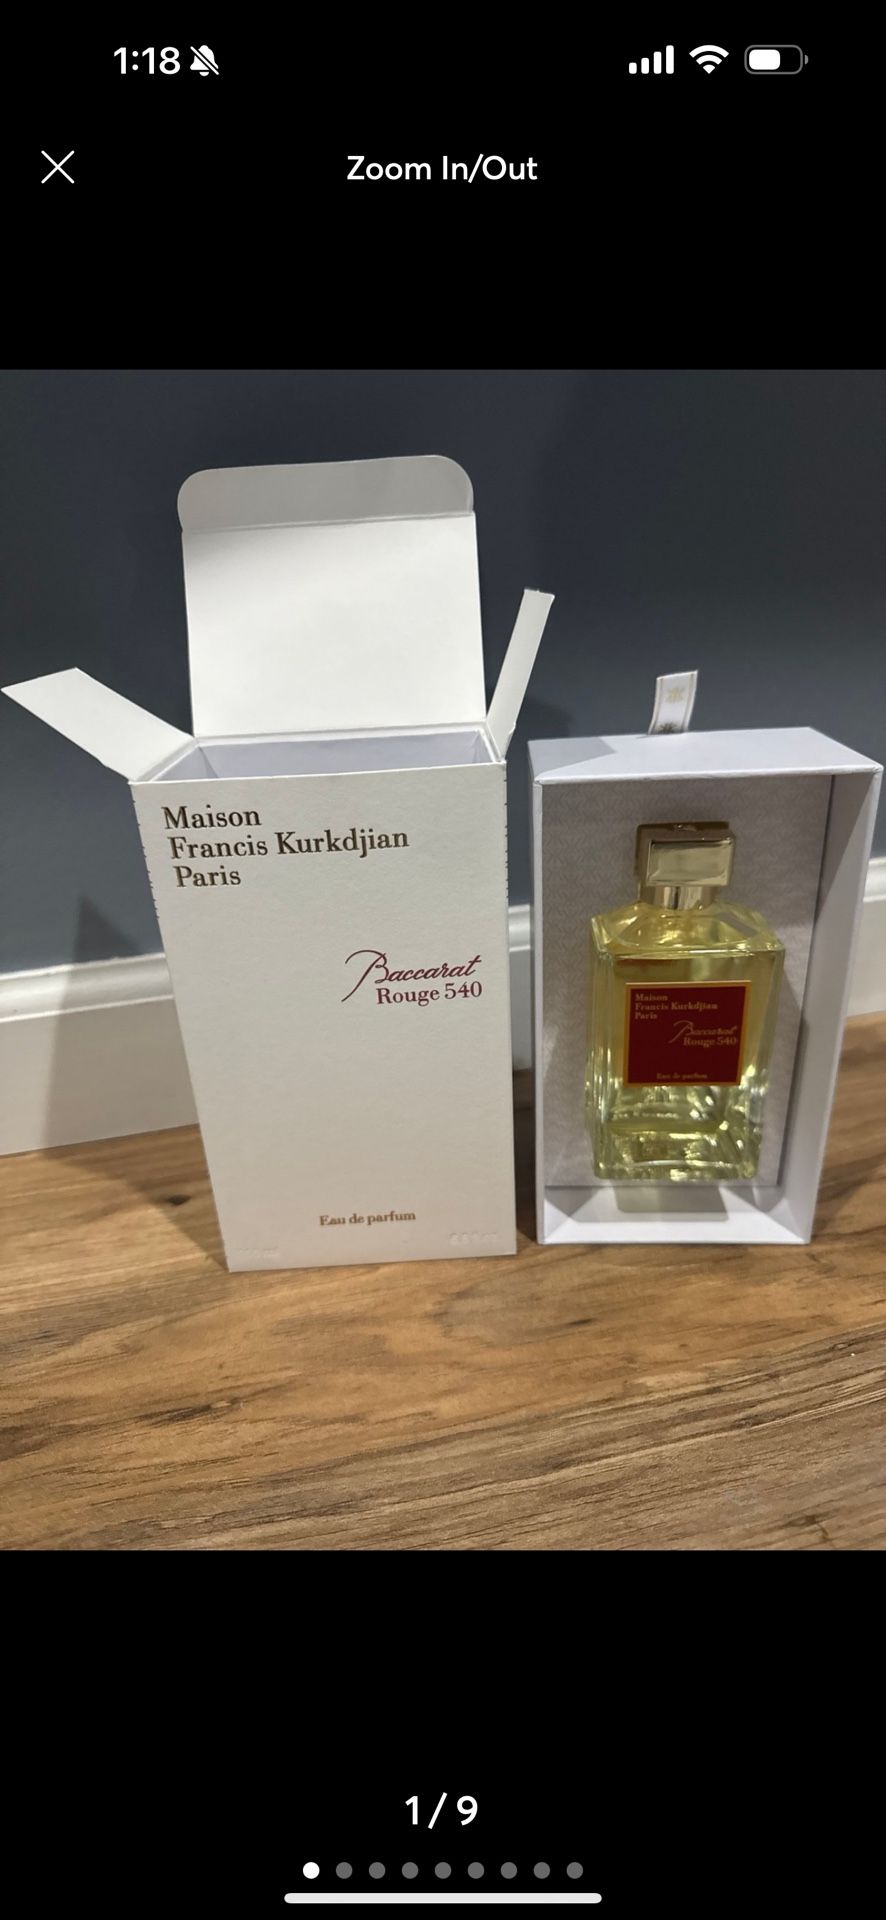 1:18
Zoom In/Out
Maison
Francis Kurkdjian
Paris
Baccarat
Rouge 540
Eau de parfum
Maison
Francis Kurkdjian
Paris
Baccarat
Rouge 540
Eau de parfum
1/9